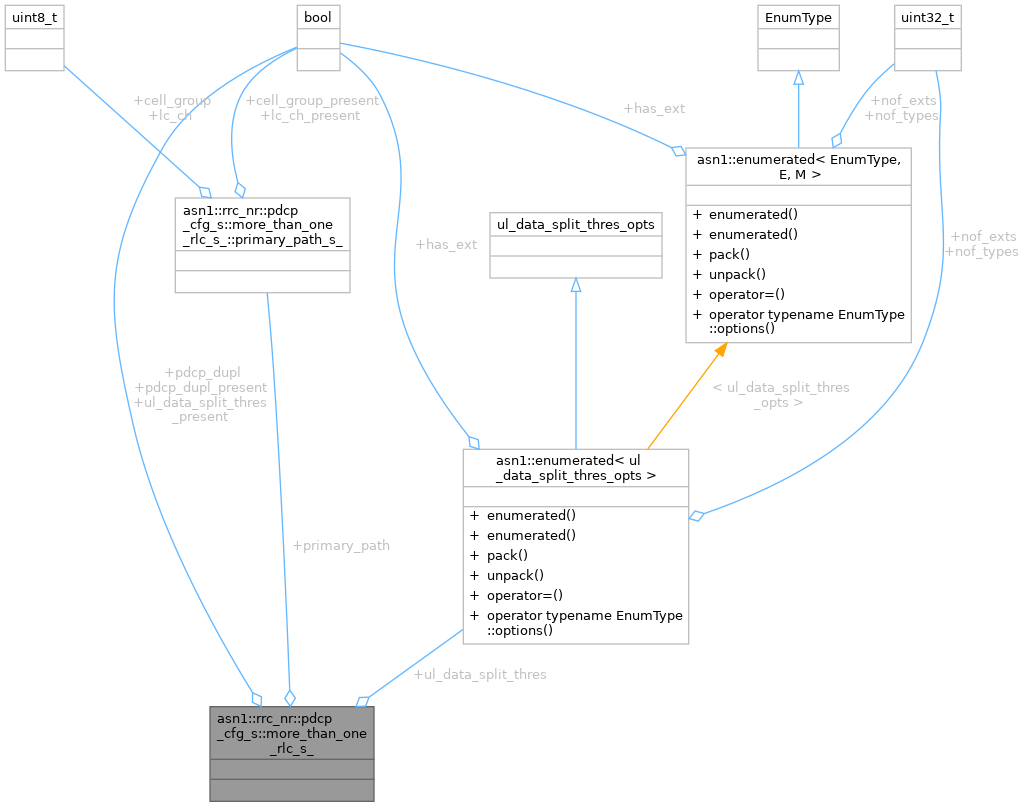 uint8_t
bool
EnumType
uint32_t
+cell_group
+lc_ch
+cell_group_present
+lc_ch_present
+has_ext
+nof_exts
+nof_types
asn1::enumerated< EnumType,
E, M >
+ enumerated()
+ enumerated()
+ pack()
+ unpack()
+ operator=()
+ operator typename EnumType
::options()
asn1::rrc_nr::pdcp
_cfg_s::more_than_one
_rlc_s_::primary_path_s_
ul_data_split_thres_opts
+has_ext
+nof_exts
+nof_types
+pdcp_dupl
+pdcp_dupl_present
+ul_data_split_thres
_present
< ul_data_split_thres
_opts >
asn1::enumerated< ul
_data_split_thres_opts >
+ enumerated()
+ enumerated()
+ pack()
+ unpack()
+ operator=()
+ operator typename EnumType
::options()
+primary_path
+ul_data_split_thres
asn1::rrc_nr::pdcp
_cfg_s::more_than_one
_rlc_s_